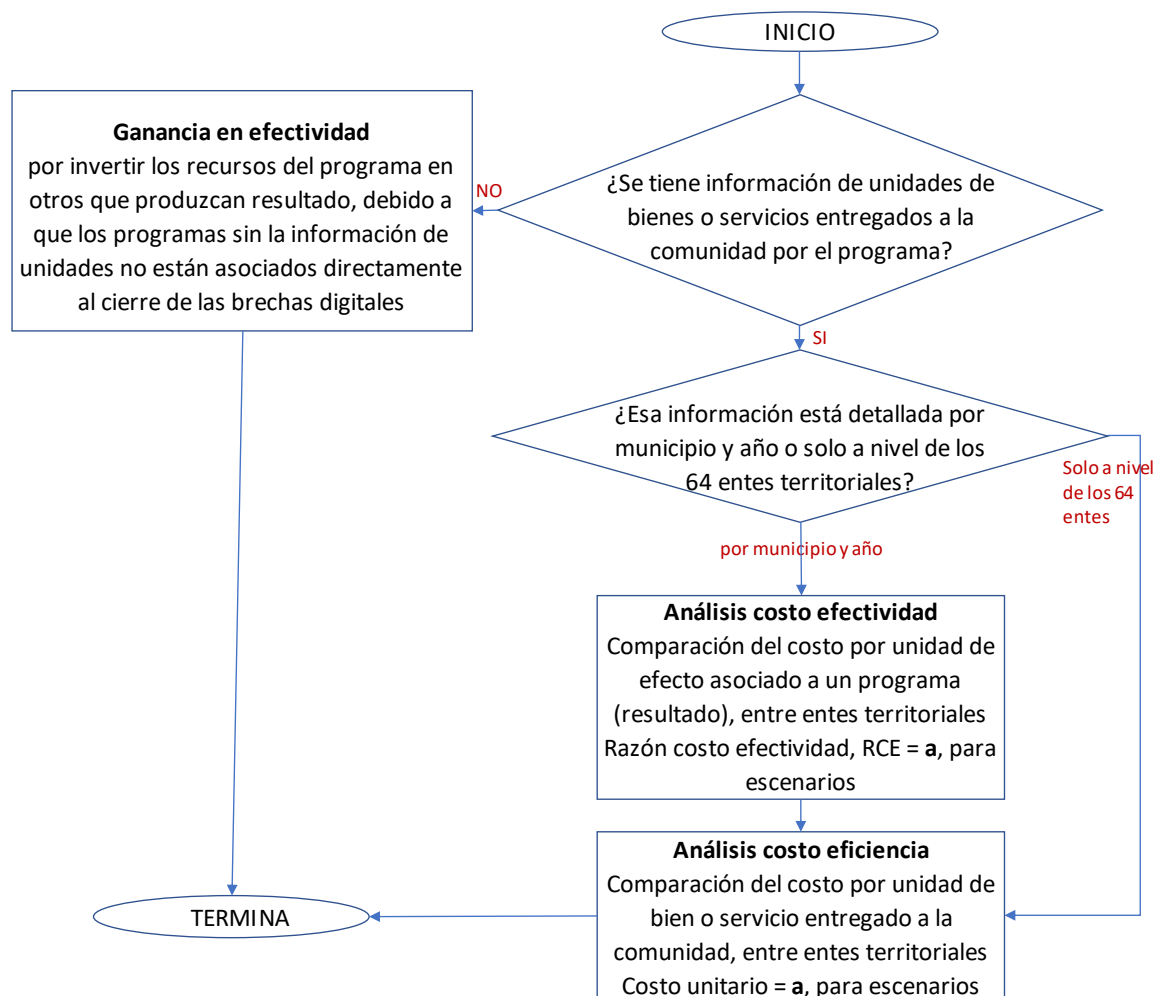 INICIO
¿Se tiene información de unidades de
bienes o servicios entregados a la
comunidad por el programa?
NO
Ganancia en efectividad
por invertir los recursos del programa en
otros que produzcan resultado, debido a
que los programas sin la información de
unidades no están asociados directamente
al cierre de las brechas digitales
SI
¿Esa información está detallada por
municipio y año o solo a nivel de los
64 entes territoriales?
Solo a nivel
de los 64
entes
por municipio y año
Análisis costo efectividad
Comparación del costo por unidad de
efecto asociado a un programa
(resultado), entre entes territoriales
Razón costo efectividad, RCE = a, para
escenarios
Análisis costo eficiencia
Comparación del costo por unidad de
bien o servicio entregado a la
comunidad, entre entes territoriales
Costo unitario = a, para escenarios
TERMINA